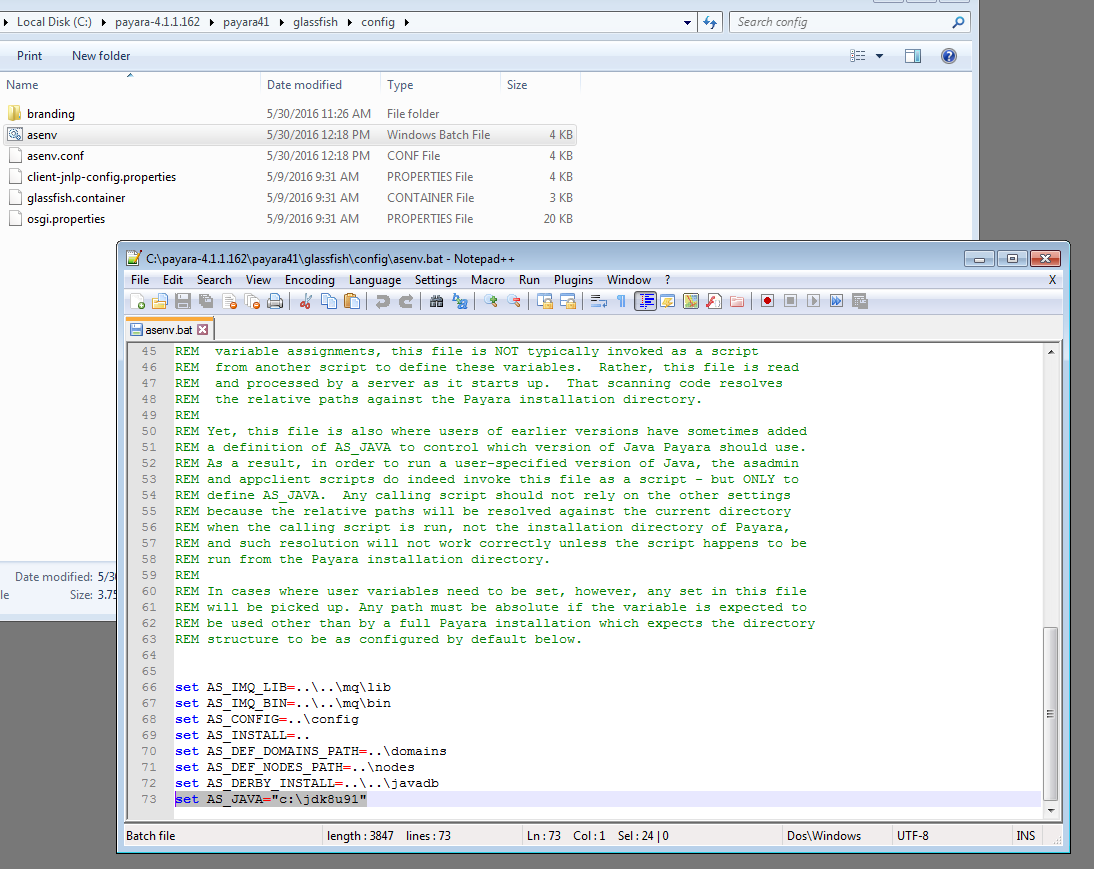 Local Disk (C:) payara-4.1.1.162 payara41 glassfish config
Search config
Print New folder
Name Date modified Type Size
branding 5/30/2016 11:26 AM File folder
asenv 5/30/2016 12:18 PM Windows Batch File 4 KB
asenv.conf 5/30/2016 12:18 PM CONF File 4 KB
client-jnlp-config.properties 5/9/2016 9:31 AM PROPERTIES File 4 KB
glassfish.container 5/9/2016 9:31 AM CONTAINER File 3 KB
osgi.properties 5/9/2016 9:31 AM PROPERTIES File 20 KB
Date modified: 5/30
le Size: 3.75
C:\payara-4.1.1.162\payara41\glassfish\config\asenv.bat - Notepad++
File Edit Search View Encoding Language Settings Macro Run Plugins Window ? X
asenv.bat
45 REM  variable assignments, this file is NOT typically invoked as a script
46 REM  from another script to define these variables.  Rather, this file is read
47 REM  and processed by a server as it starts up.  That scanning code resolves
48 REM  the relative paths against the Payara installation directory.
49 REM
50 REM Yet, this file is also where users of earlier versions have sometimes added
51 REM a definition of AS_JAVA to control which version of Java Payara should use.
52 REM As a result, in order to run a user-specified version of Java, the asadmin
53 REM and appclient scripts do indeed invoke this file as a script - but ONLY to
54 REM define AS_JAVA.  Any calling script should not rely on the other settings
55 REM because the relative paths will be resolved against the current directory
56 REM when the calling script is run, not the installation directory of Payara,
57 REM and such resolution will not work correctly unless the script happens to be
58 REM run from the Payara installation directory.
59 REM
60 REM In cases where user variables need to be set, however, any set in this file
61 REM will be picked up. Any path must be absolute if the variable is expected to
62 REM be used other than by a full Payara installation which expects the directory
63 REM structure to be as configured by default below.
64
65
66 set AS_IMQ_LIB=..\..\mq\lib
67 set AS_IMQ_BIN=..\..\mq\bin
68 set AS_CONFIG=..\config
69 set AS_INSTALL=..
70 set AS_DEF_DOMAINS_PATH=..\domains
71 set AS_DEF_NODES_PATH=..\nodes
72 set AS_DERBY_INSTALL=..\..\javadb
73 set AS_JAVA="c:\jdk8u91"
Batch file length : 3847 lines : 73 Ln : 73 Col : 1 Sel : 24 | 0 Dos\Windows UTF-8 INS